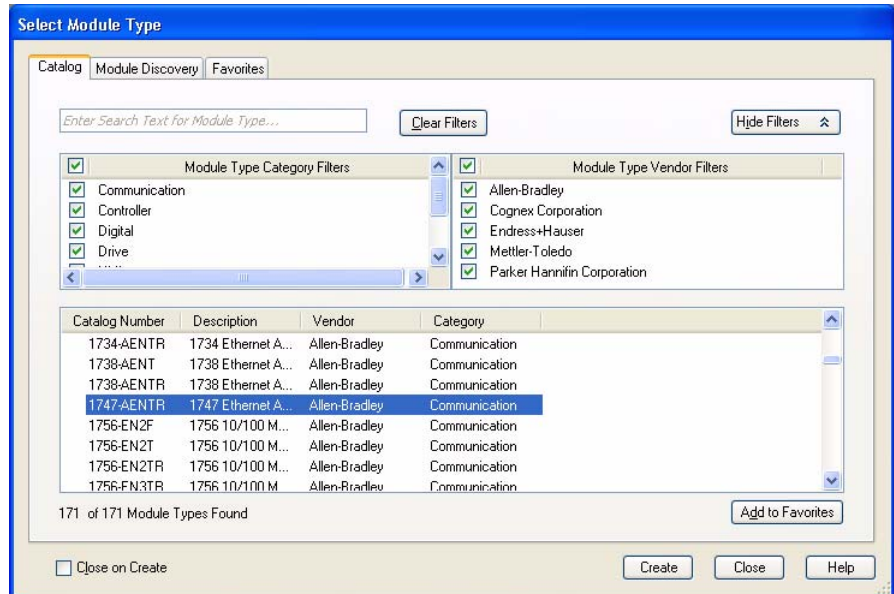 Select Module Type
Catalog Module Discovery Favorites
Enter Search Text for Module Type...
Clear Filters
Hide Filters
Module Type Category Filters
Communication
Controller
Digital
Drive
Module Type Vendor Filters
Allen-Bradley
Cognex Corporation
Endress+Hauser
Mettler-Toledo
Parker Hannifin Corporation
Catalog Number Description Vendor Category
1734-AENTR 1734 Ethernet A... Allen-Bradley Communication
1738-AENT 1738 Ethernet A... Allen-Bradley Communication
1738-AENTR 1738 Ethernet A... Allen-Bradley Communication
1747-AENTR 1747 Ethernet A... Allen-Bradley Communication
1756-EN2F 1756 10/100 M... Allen-Bradley Communication
1756-EN2T 1756 10/100 M... Allen-Bradley Communication
1756-EN2TR 1756 10/100 M... Allen-Bradley Communication
1756-EN3TR 1756 10/100 M Allen-Bradley Communication
171 of 171 Module Types Found
Add to Favorites
Close on Create
Create
Close
Help